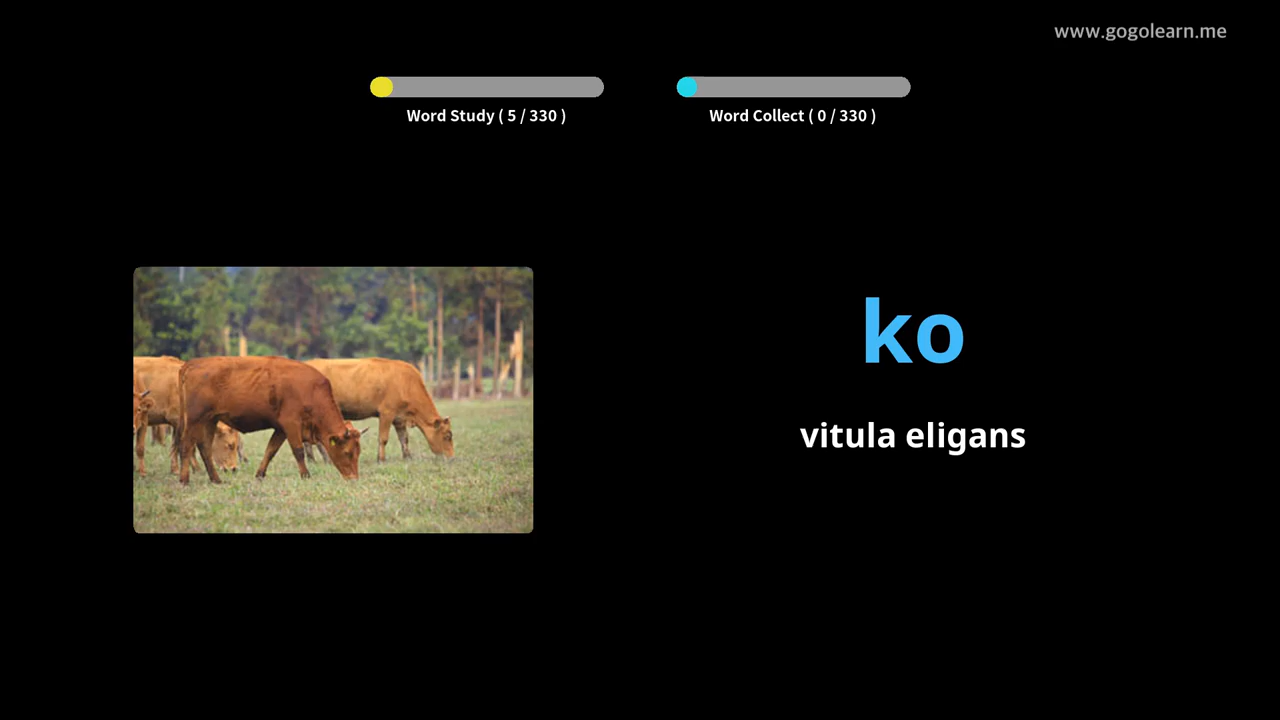 www.gogolearn.me
Word Study ( 5 / 330 )
Word Collect ( 0 / 330 )
ko
vitula eligans